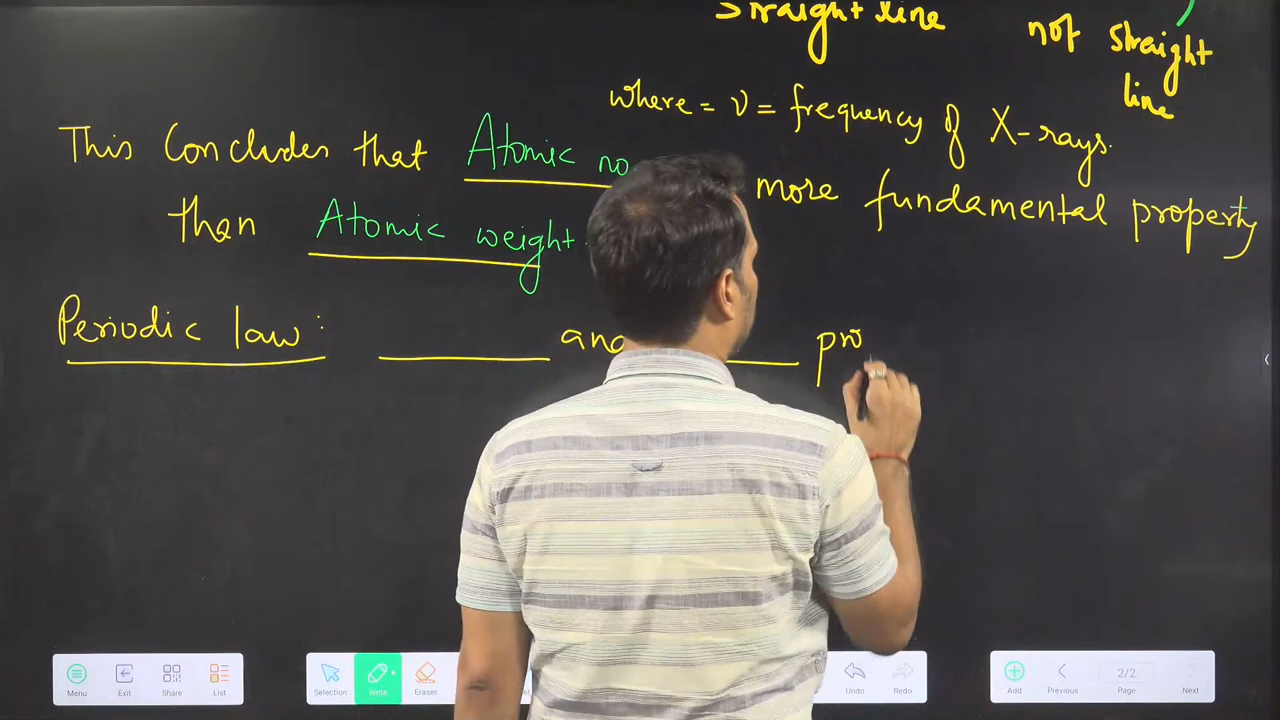 straight line
not straight
line
where = ν = frequency of X-rays.
This Concludes that Atomic no more fundamental property
than Atomic weight.
Periodic law: pro
Menu Exit Share List Selection Write Eraser Undo Redo Add Previous 2/2 Page Next